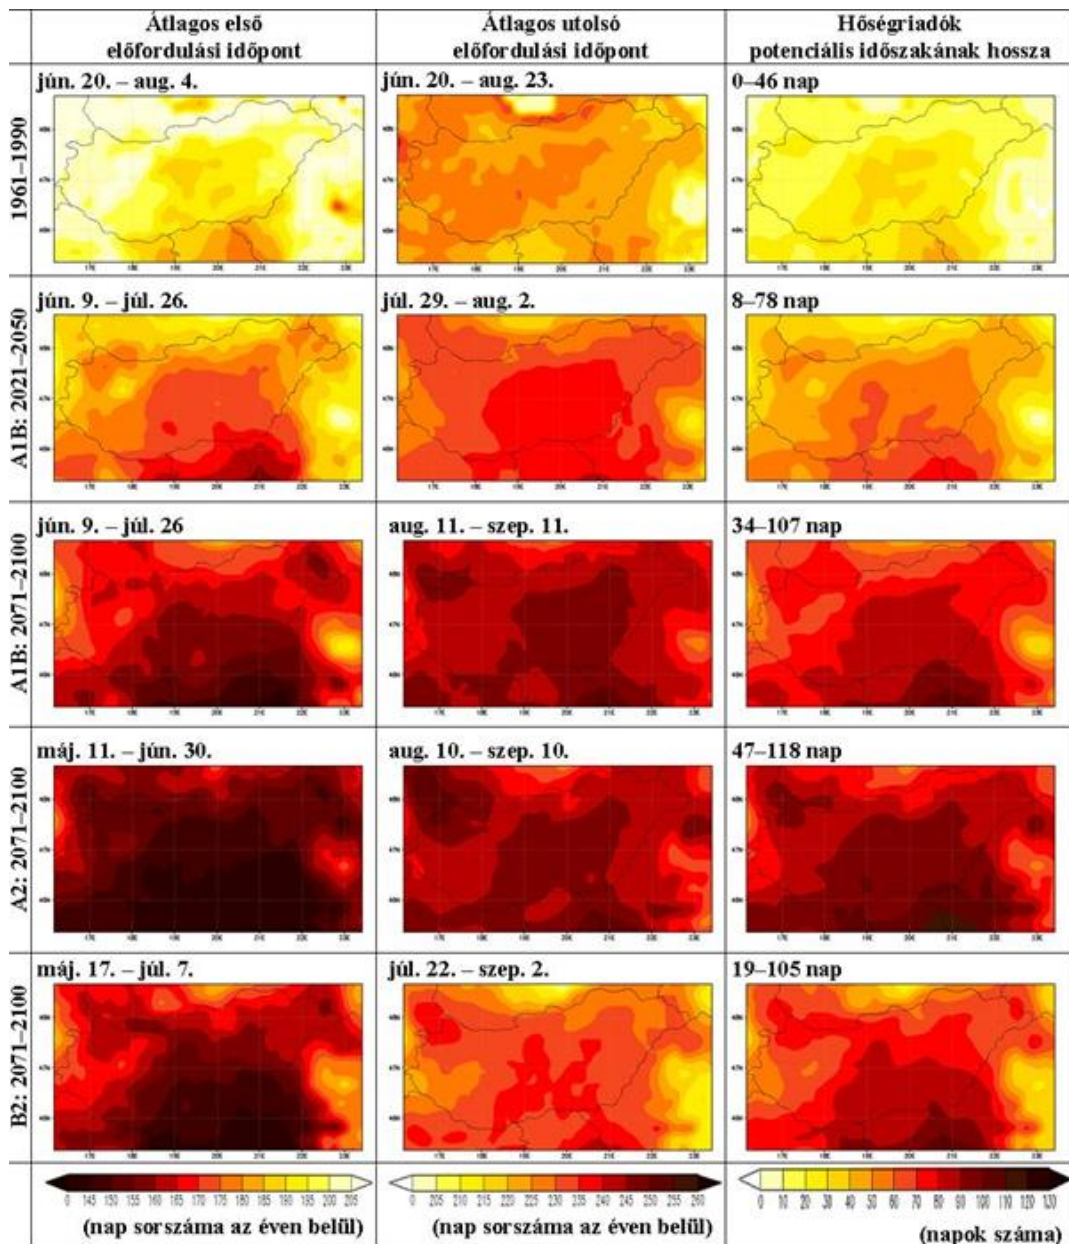 Átlagos első
előfordulási időpont
Átlagos utolsó
előfordulási időpont
Hőségriadók
potenciális időszakának hossza
1961–1990
jún. 20. – aug. 4.
jún. 20. – aug. 23.
0–46 nap
A1B: 2021–2050
jún. 9. – júl. 26.
júl. 29. – aug. 2.
8–78 nap
A1B: 2071–2100
jún. 9. – júl. 26
aug. 11. – szep. 11.
34–107 nap
A2: 2071–2100
máj. 11. – jún. 30.
aug. 10. – szep. 10.
47–118 nap
B2: 2071–2100
máj. 17. – júl. 7.
júl. 22. – szep. 2.
19–105 nap
0 145 150 155 160 165 170 175 180 185 190 195 200 205
(nap sorszáma az éven belül)
0 205 210 215 220 225 230 235 240 245 250 255 260
(nap sorszáma az éven belül)
0 10 20 30 40 50 60 70 80 90 100 110 120 130
(napok száma)